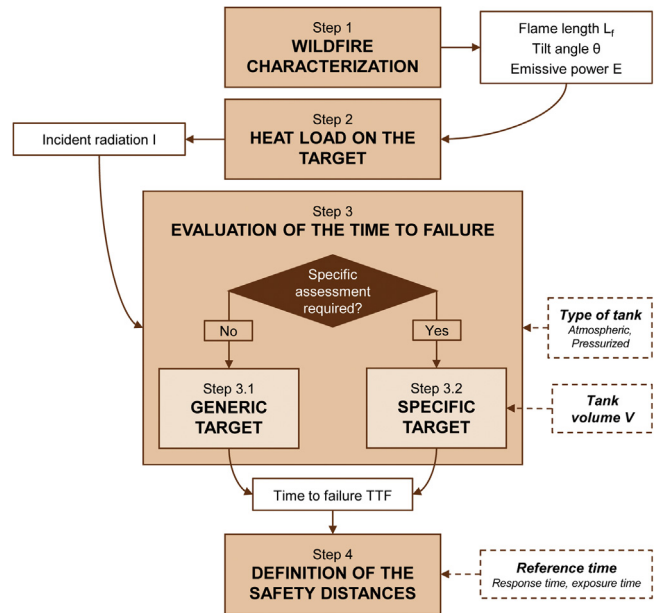 Step 1
WILDFIRE
CHARACTERIZATION
Flame length Lf
Tilt angle θ
Emissive power E
Step 2
HEAT LOAD ON THE
TARGET
Incident radiation I
Step 3
EVALUATION OF THE TIME TO FAILURE
Specific
assessment
required?
No
Yes
Type of tank
Atmospheric,
Pressurized
Step 3.1
GENERIC
TARGET
Step 3.2
SPECIFIC
TARGET
Tank
volume V
Time to failure TTF
Step 4
DEFINITION OF THE
SAFETY DISTANCES
Reference time
Response time, exposure time